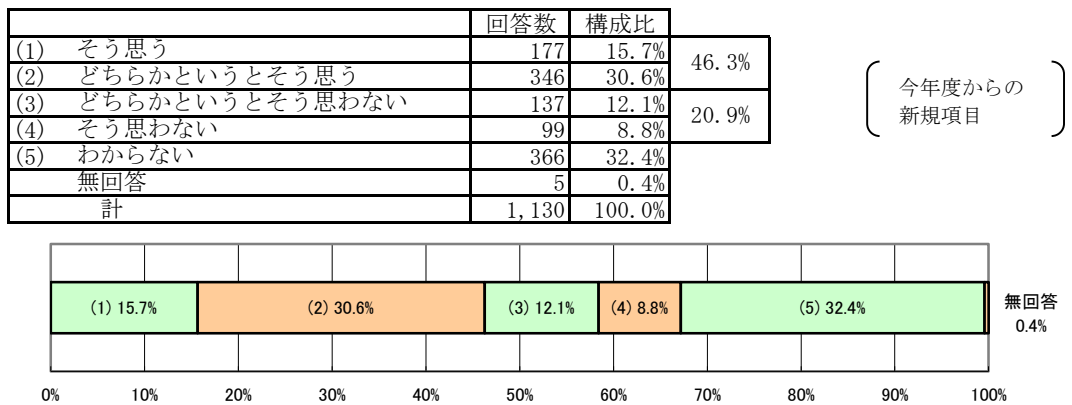 回答数 構成比
(1) そう思う 177 15.7%
46.3%
(2) どちらかというとそう思う 346 30.6%
(3) どちらかというとそう思わない 137 12.1%
20.9%
(4) そう思わない 99 8.8%
(5) わからない 366 32.4%
無回答 5 0.4%
計 1,130 100.0%
今年度からの
新規項目
(1) 15.7% (2) 30.6% (3) 12.1% (4) 8.8% (5) 32.4%
無回答
0.4%
0% 10% 20% 30% 40% 50% 60% 70% 80% 90% 100%